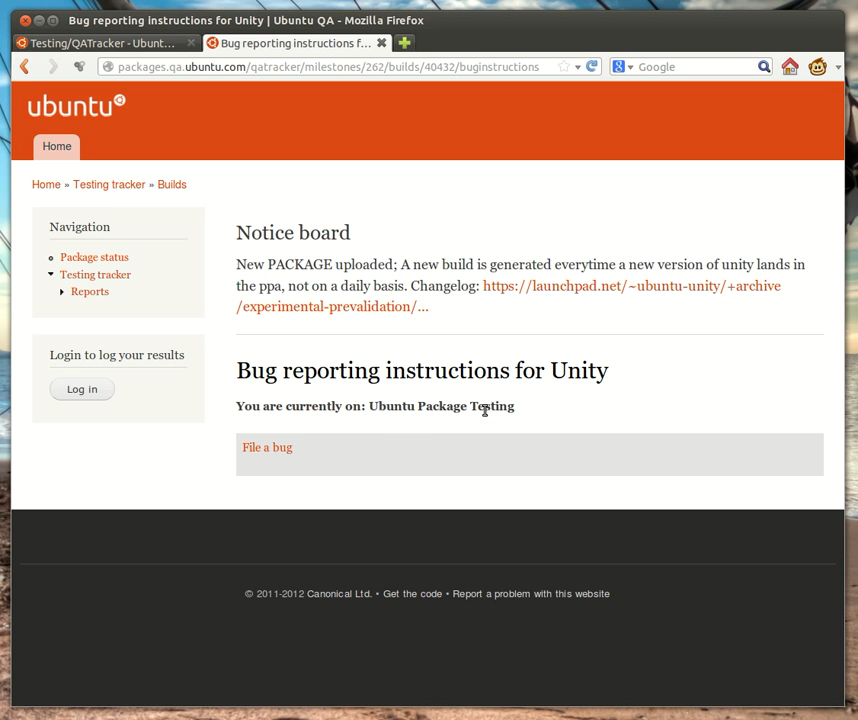 Bug reporting instructions for Unity | Ubuntu QA - Mozilla Firefox
Testing/QATracker - Ubunt...
Bug reporting instructions f...
packages.qa.ubuntu.com/qatracker/milestones/262/builds/40432/buginstructions
Google
ubuntu
Home
Home » Testing tracker » Builds
Navigation
Package status
Testing tracker
Reports
Login to log your results
Log in
Notice board
New PACKAGE uploaded; A new build is generated everytime a new version of unity lands in
the ppa, not on a daily basis. Changelog: https://launchpad.net/~ubuntu-unity/+archive
/experimental-prevalidation/...
Bug reporting instructions for Unity
You are currently on: Ubuntu Package Testing
File a bug
© 2011-2012 Canonical Ltd. • Get the code • Report a problem with this website